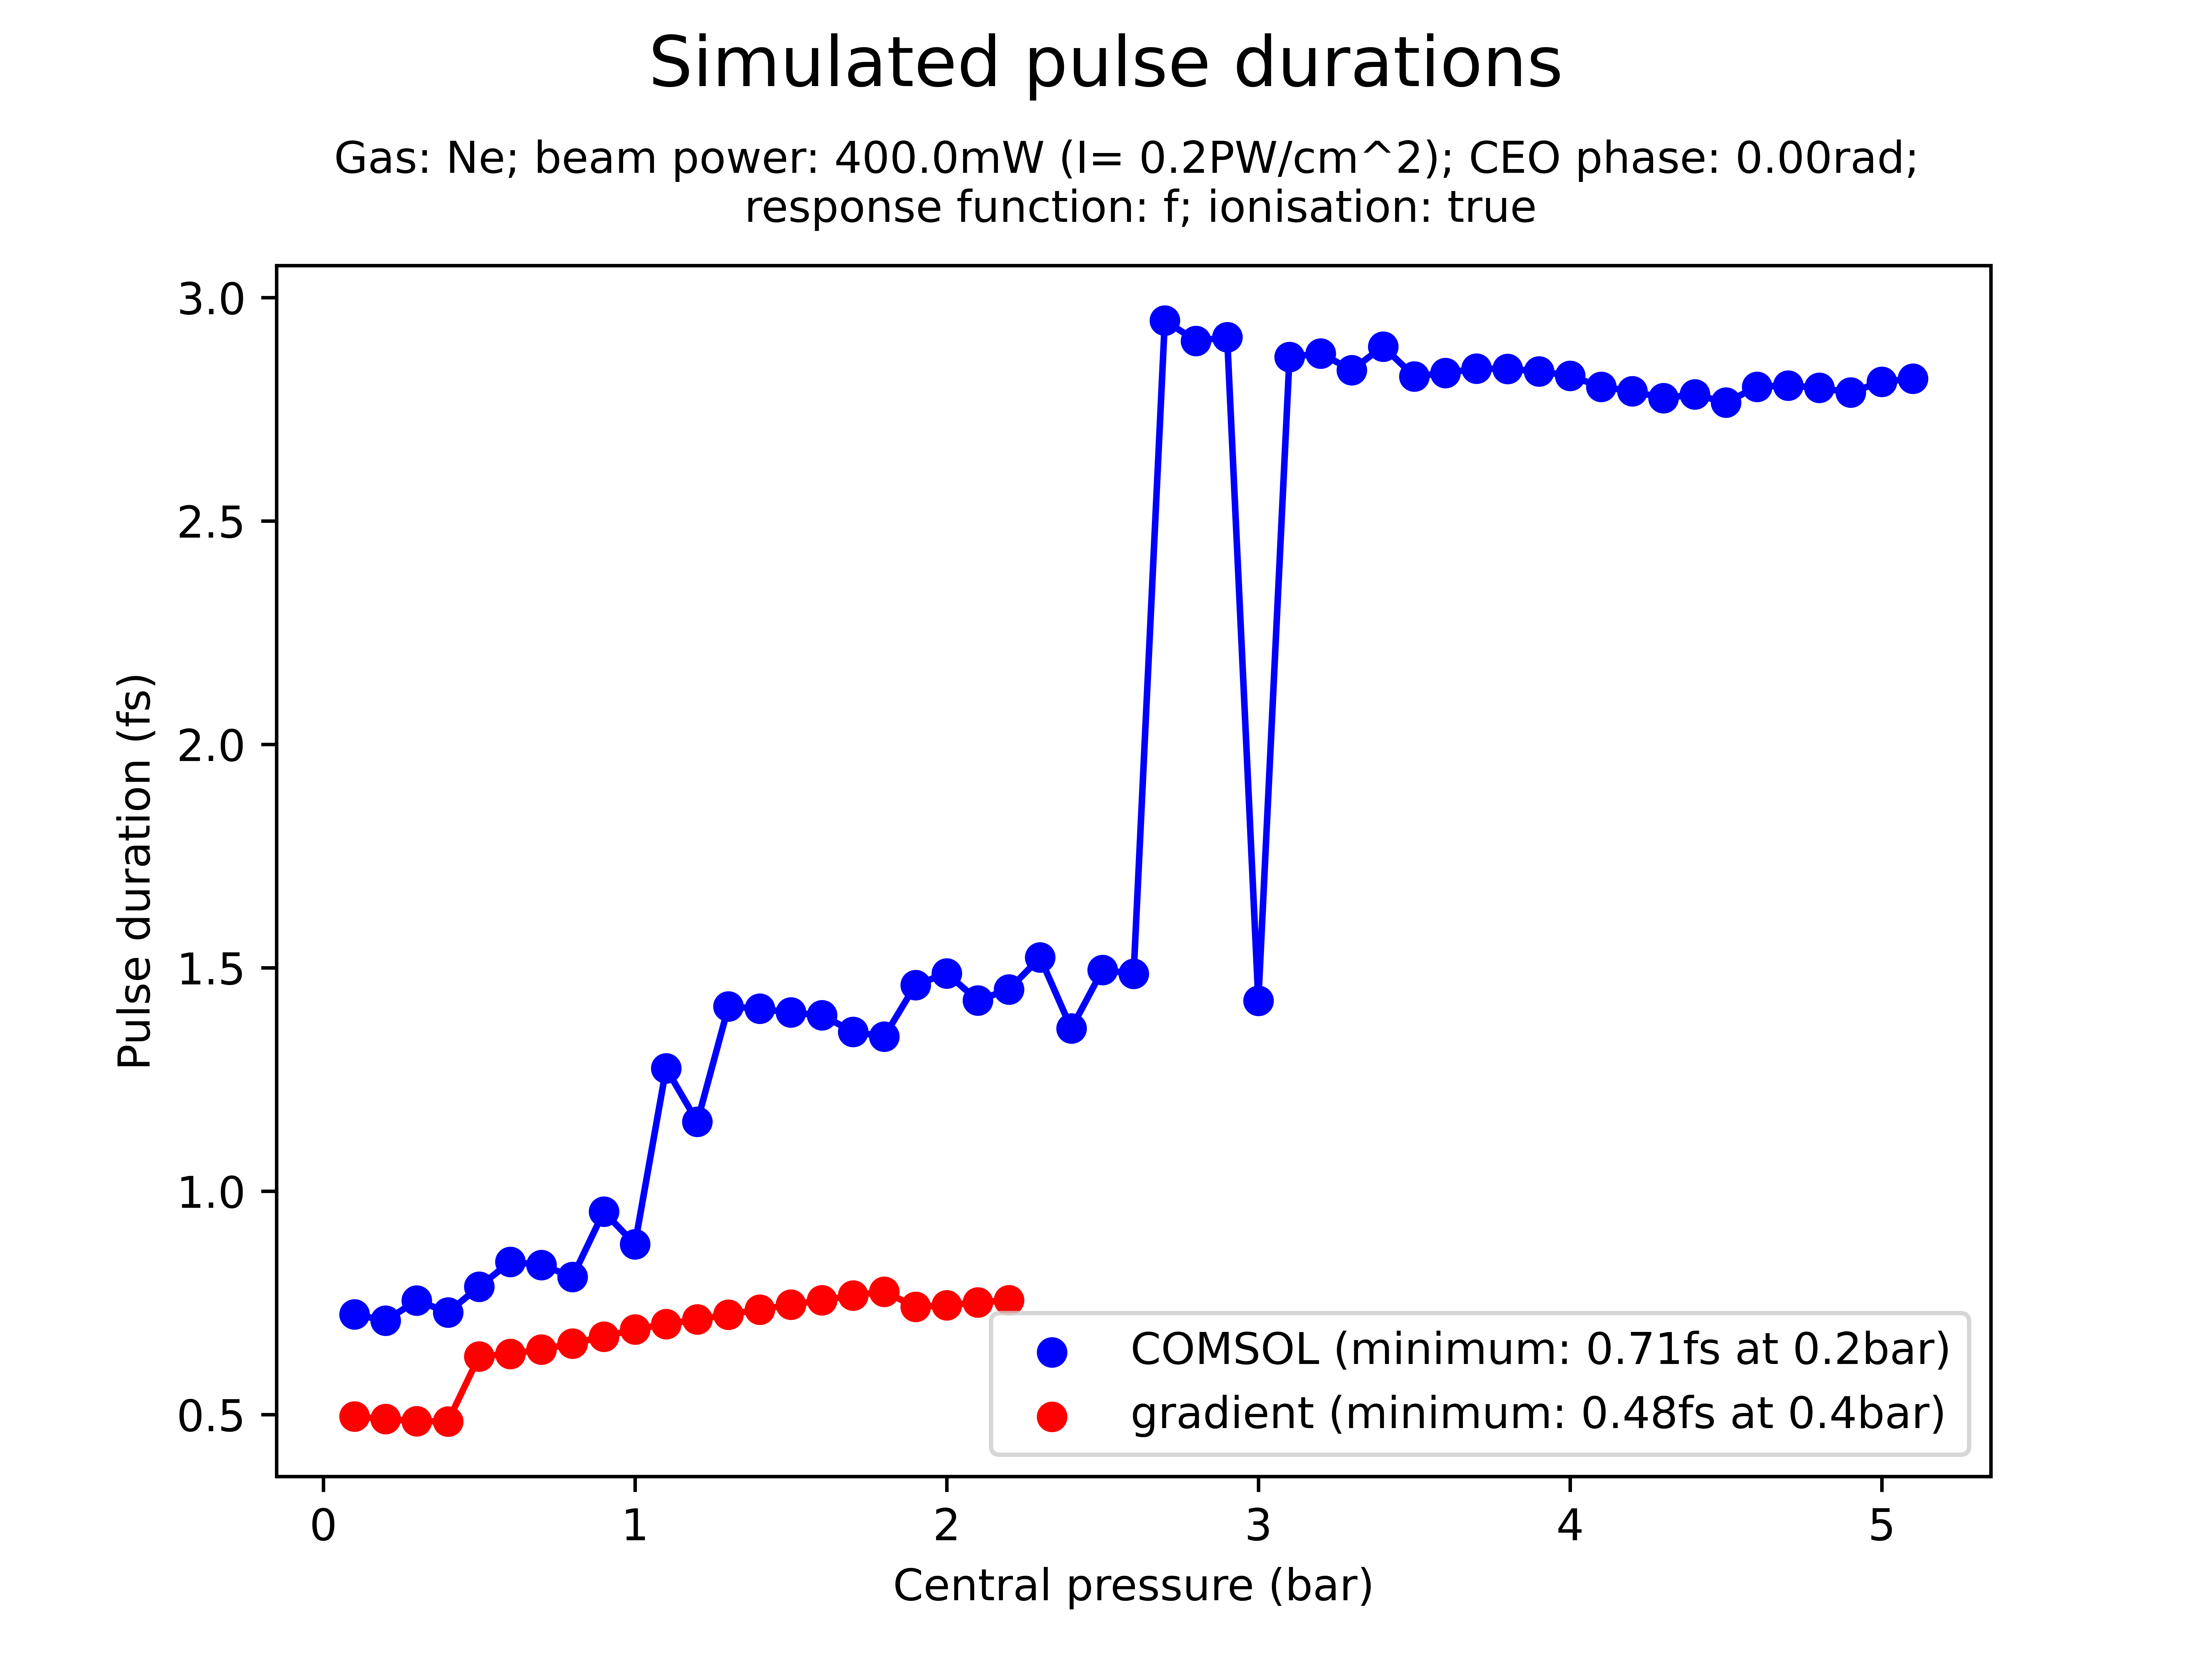 Simulated pulse durations
Gas: Ne; beam power: 400.0mW (I= 0.2PW/cm^2); CEO phase: 0.00rad;
response function: f; ionisation: true
3.0
2.5
2.0
1.5
1.0
0.5
Pulse duration (fs)
COMSOL (minimum: 0.71fs at 0.2bar)
gradient (minimum: 0.48fs at 0.4bar)
0 1 2 3 4 5
Central pressure (bar)